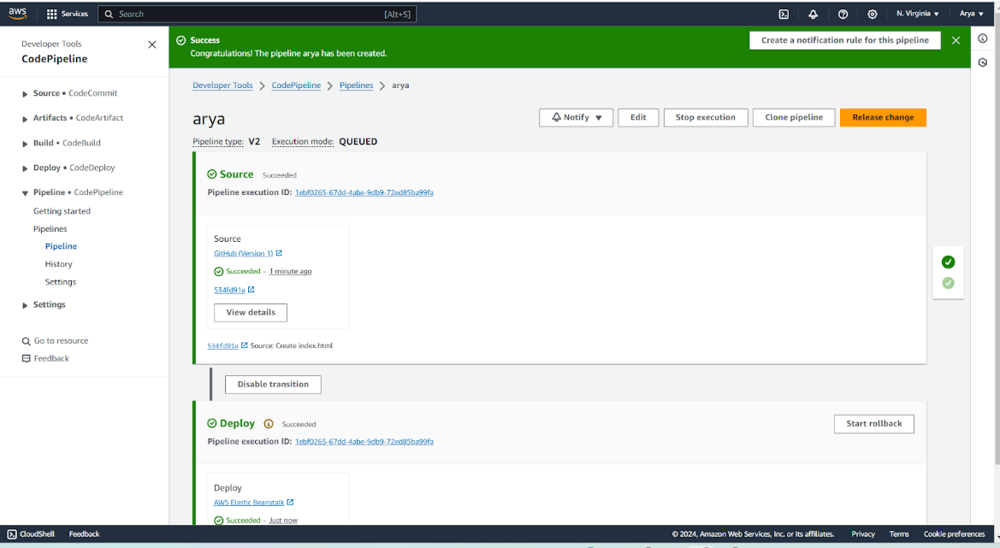 aws Services Search [Alt+S] N. Virginia Arya
Developer Tools
CodePipeline
Source • CodeCommit
Artifacts • CodeArtifact
Build • CodeBuild
Deploy • CodeDeploy
Pipeline • CodePipeline
Getting started
Pipelines
Pipeline
History
Settings
Settings
Go to resource
Feedback
Success
Congratulations! The pipeline arya has been created.
Create a notification rule for this pipeline
Developer Tools > CodePipeline > Pipelines > arya
arya
Notify Edit Stop execution Clone pipeline Release change
Pipeline type: V2 Execution mode: QUEUED
Source Succeeded
Pipeline execution ID: 1ebf0265-67dd-4abe-9db9-72ed85ba99fa
Source
GitHub (Version 1)
Succeeded - 1 minute ago
534fd91e
View details
534fd91e Source: Create index.html
Disable transition
Deploy Succeeded
Start rollback
Pipeline execution ID: 1ebf0265-67dd-4abe-9db9-72ed85ba99fa
Deploy
AWS Elastic Beanstalk
Succeeded - Just now
CloudShell Feedback © 2024, Amazon Web Services, Inc. or its affiliates. Privacy Terms Cookie preferences